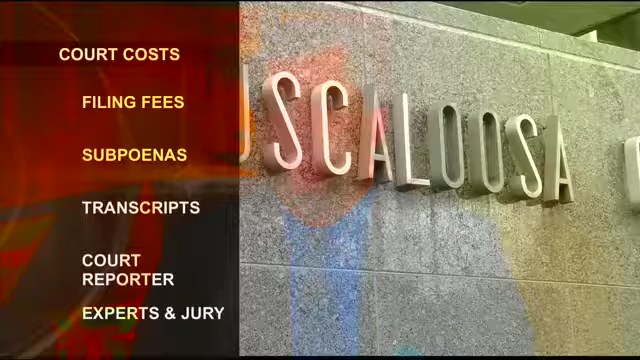 COURT COSTS
FILING FEES
SUBPOENAS
TRANSCRIPTS
COURT
REPORTER
EXPERTS & JURY
USCALOOSA